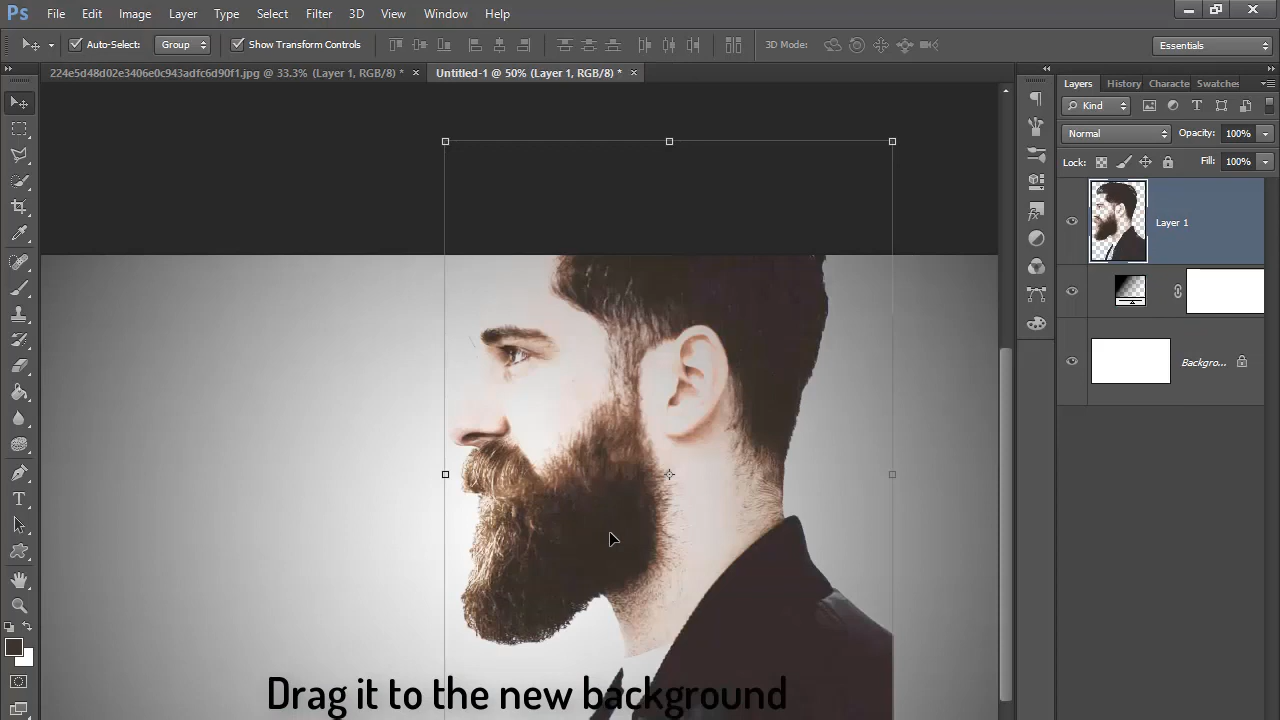 Ps File Edit Image Layer Type Select Filter 3D View Window Help
Auto-Select: Group Show Transform Controls 3D Mode: Essentials
224e5d48d02e3406e0c943adfc6d90f1.jpg @ 33.3% (Layer 1, RGB/8) * × Untitled-1 @ 50% (Layer 1, RGB/8) * ×
Layers History Characte Swatches
Kind
Normal Opacity: 100%
Lock: Fill: 100%
Layer 1
Backgro...
Drag it to the new background